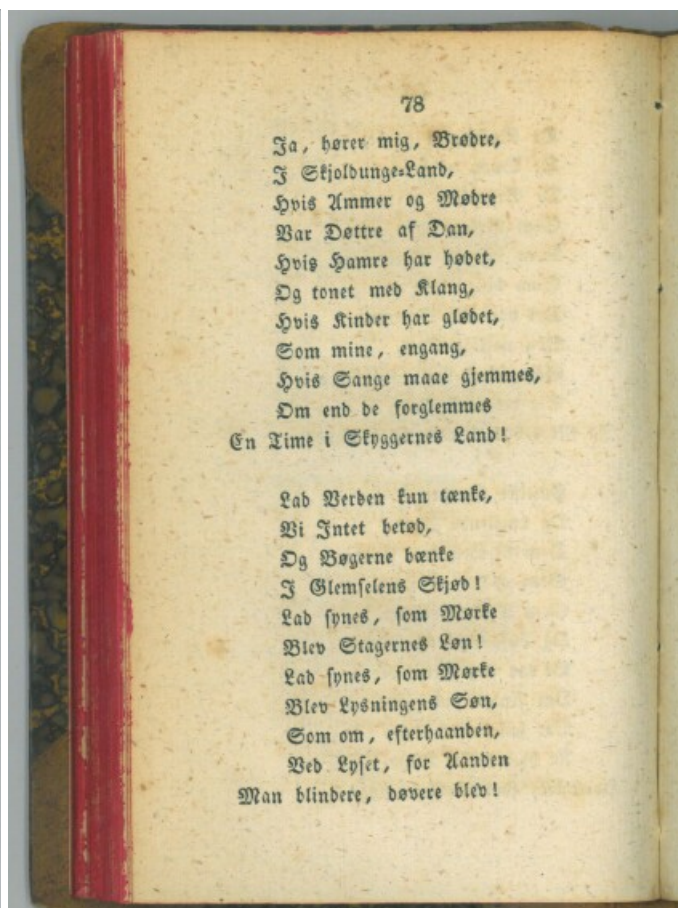 78
Ja, hører mig, Brødre,
I Skjoldunge-Land,
Hvis Ammer og Mødre
Var Døttre af Dan,
Hvis Hamre har hødet,
Og tonet med Klang,
Hvis Kinder har glødet,
Som mine, engang,
Hvis Sange maae gjemmes,
Om end de forglemmes
En Time i Skyggernes Land!
Lad Verden kun tænke,
Vi Intet betød,
Og Bøgerne bænke
I Glemselens Skjød!
Lad synes, som Mørke
Blev Stagernes Løn!
Lad synes, som Mørke
Blev Lysningens Søn,
Som om, efterhaanden,
Ved Lyset, for Aanden
Man blindere, døvere blev!